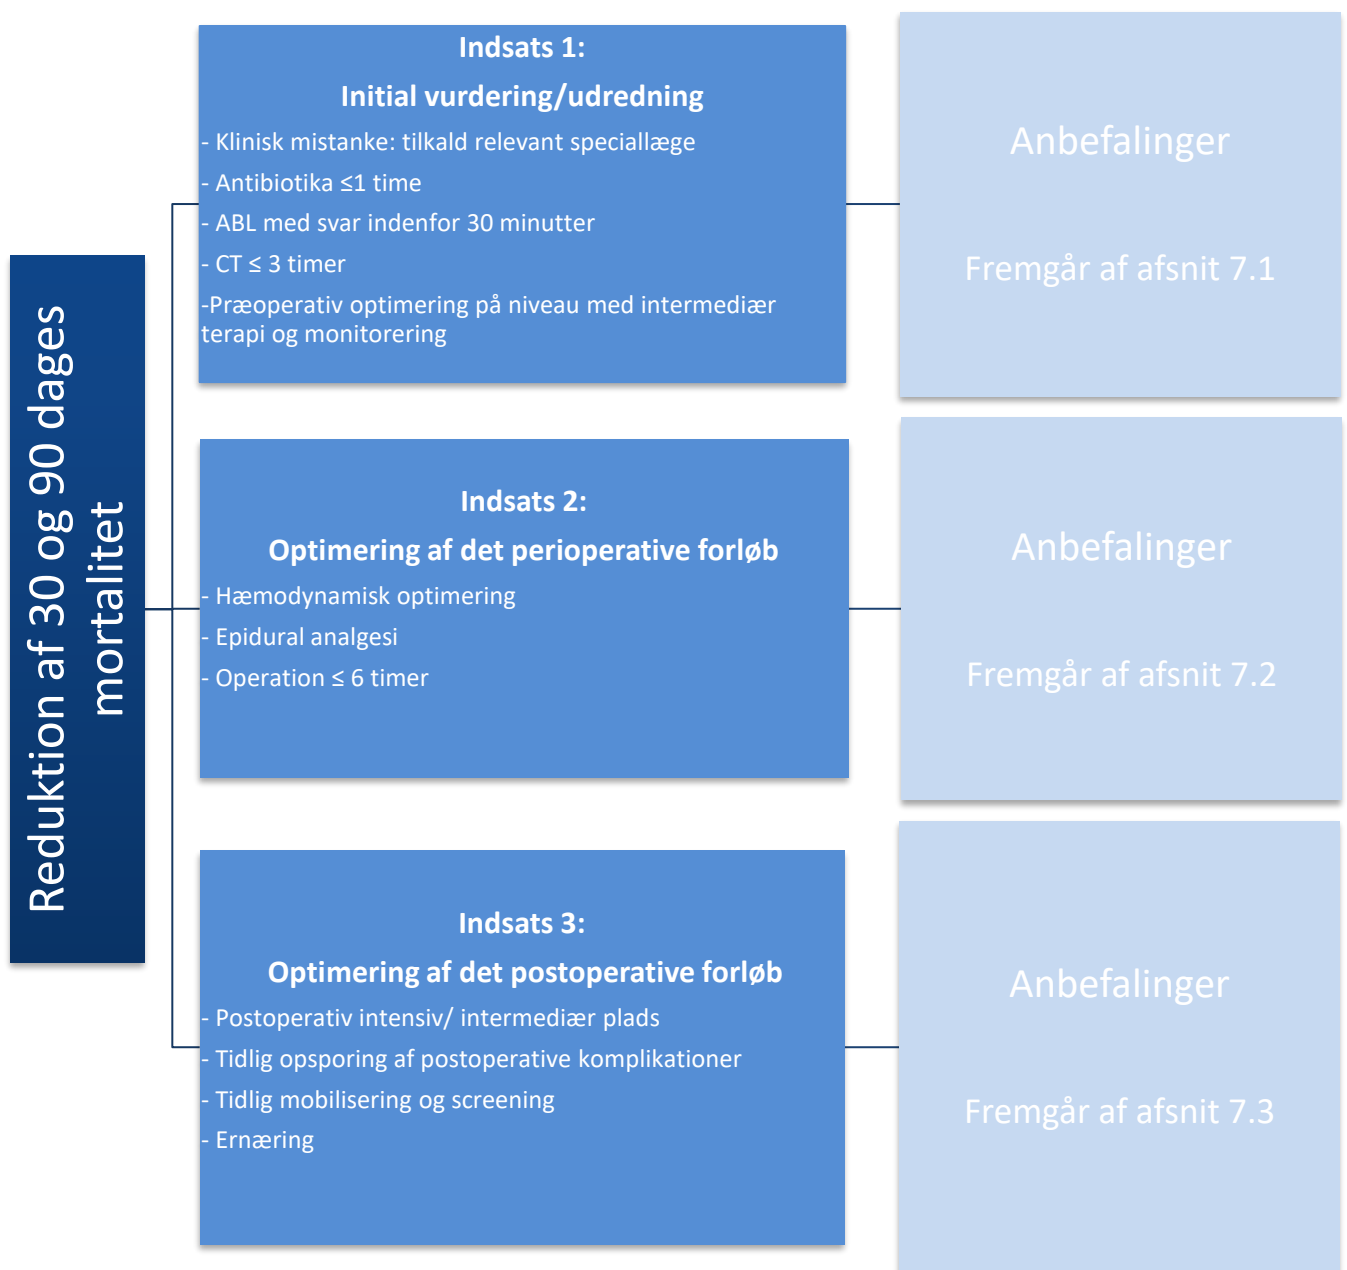 Reduktion af 30 og 90 dages
mortalitet
Indsats 1:
Initial vurdering/udredning
- Klinisk mistanke: tilkald relevant speciallæge
- Antibiotika ≤1 time
- ABL med svar indenfor 30 minutter
- CT ≤ 3 timer
-Præoperativ optimering på niveau med intermediær
terapi og monitorering
Anbefalinger
Fremgår af afsnit 7.1
Indsats 2:
Optimering af det perioperative forløb
- Hæmodynamisk optimering
- Epidural analgesi
- Operation ≤ 6 timer
Anbefalinger
Fremgår af afsnit 7.2
Indsats 3:
Optimering af det postoperative forløb
- Postoperativ intensiv/ intermediær plads
- Tidlig opsporing af postoperative komplikationer
- Tidlig mobilisering og screening
- Ernæring
Anbefalinger
Fremgår af afsnit 7.3